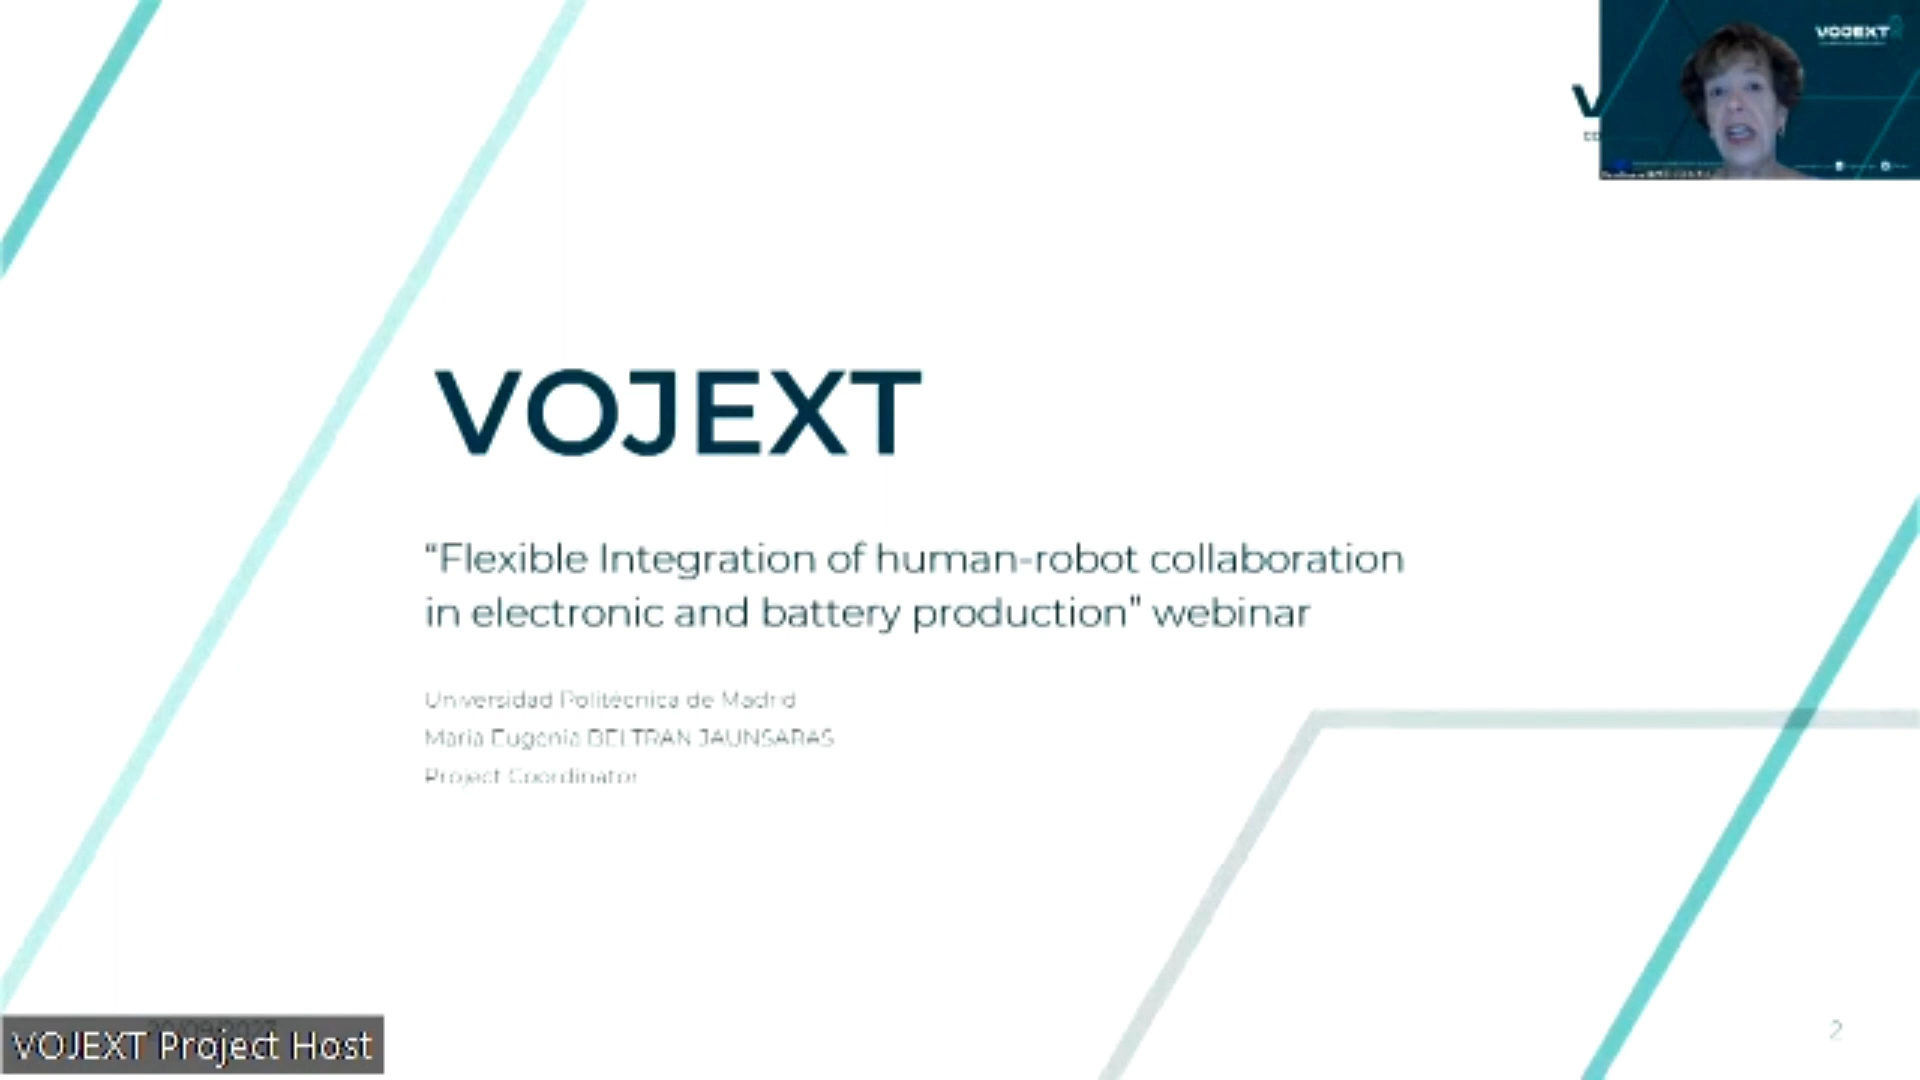 VOJEXT
VOJEXT
“Flexible Integration of human-robot collaboration
in electronic and battery production” webinar
Universidad Politécnica de Madrid
Maria Eugenia BELTRAN JAUNSARAS
Project Coordinator
VOJEXT Project Host
2